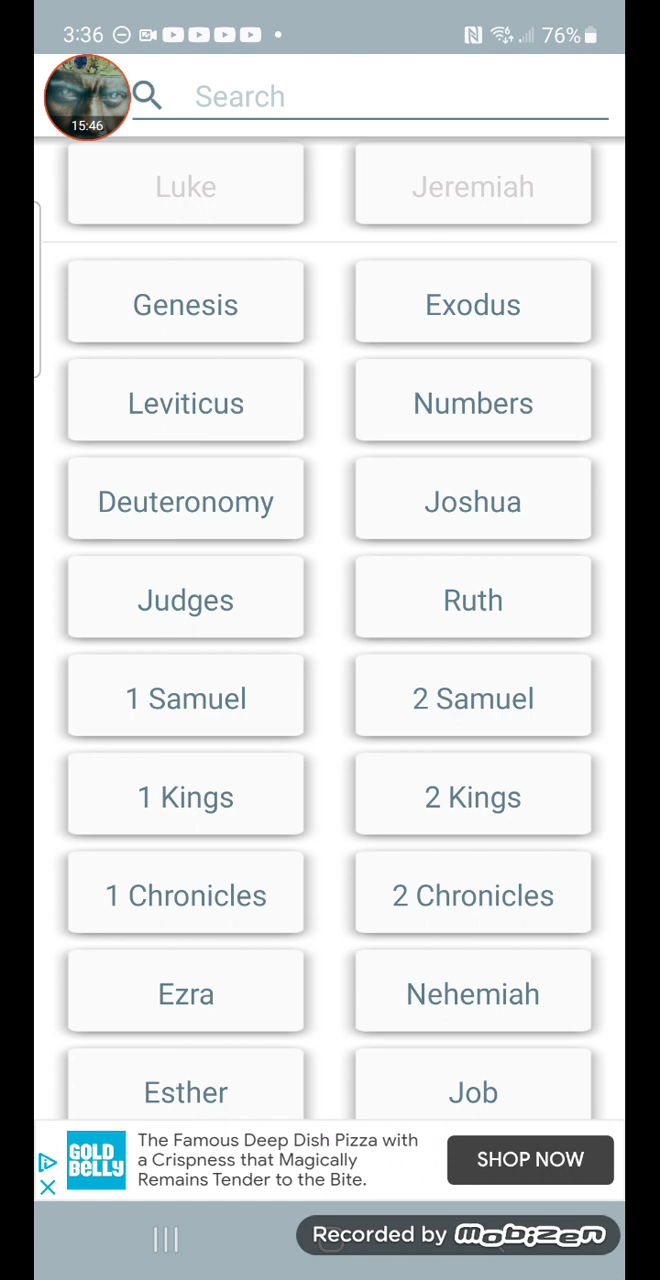 3:36 76%
15:46
Search
Luke Jeremiah
Genesis Exodus
Leviticus Numbers
Deuteronomy Joshua
Judges Ruth
1 Samuel 2 Samuel
1 Kings 2 Kings
1 Chronicles 2 Chronicles
Ezra Nehemiah
Esther Job
GOLD
BELLY
The Famous Deep Dish Pizza with
a Crispness that Magically
Remains Tender to the Bite.
SHOP NOW
Recorded by mobizen